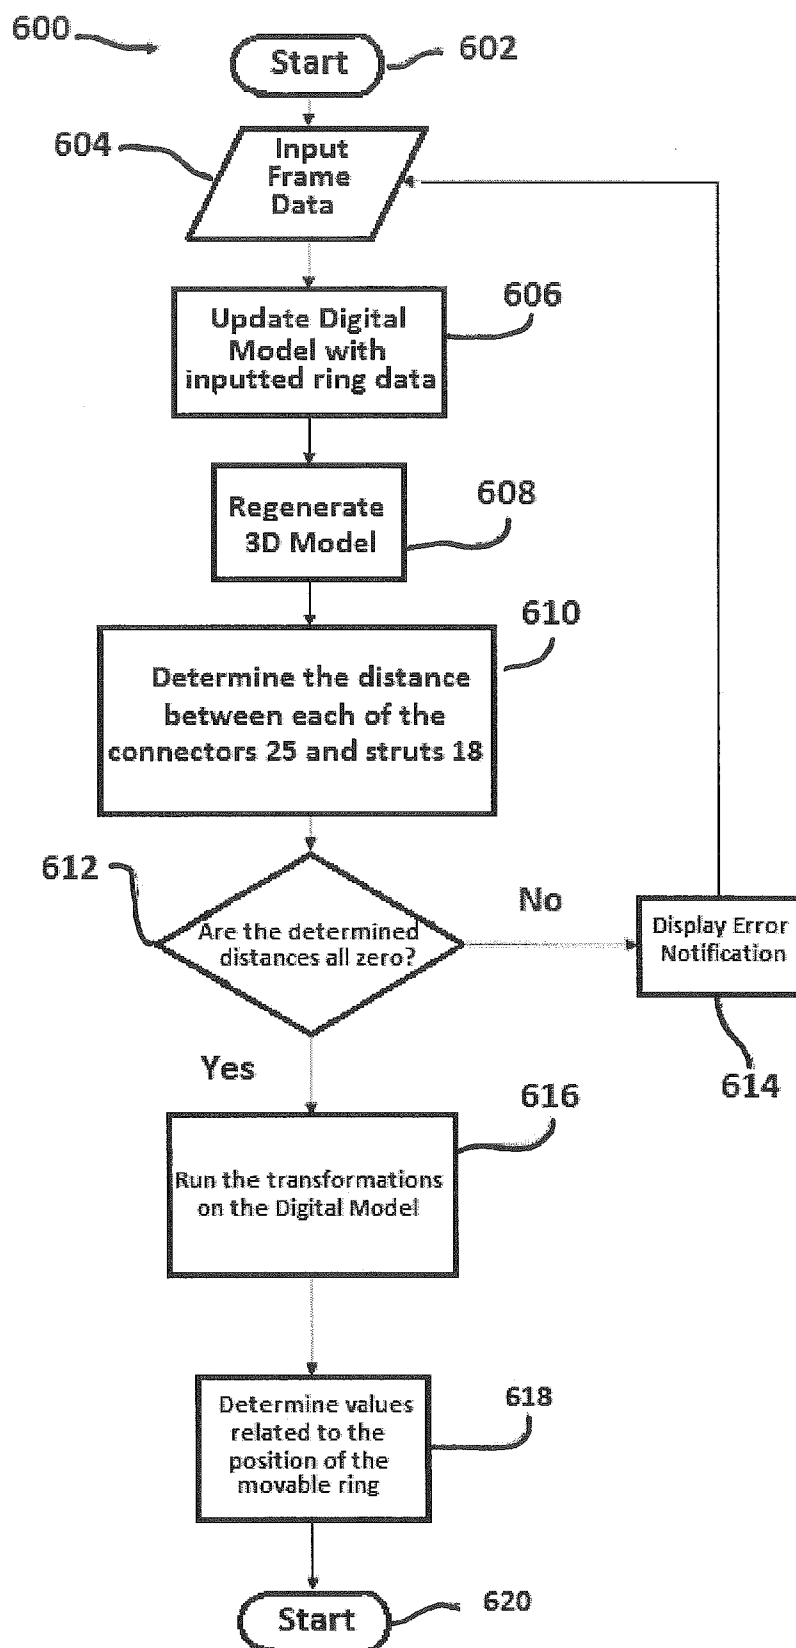 600
Start
602
604
Input
Frame
Data
606
Update Digital
Model with
inputted ring data
608
Regenerate
3D Model
610
Determine the distance
between each of the
connectors 25 and struts 18
612
Are the determined
distances all zero?
No
Display Error
Notification
614
Yes
616
Run the transformations
on the Digital Model
618
Determine values
related to the
position of the
movable ring
Start
620